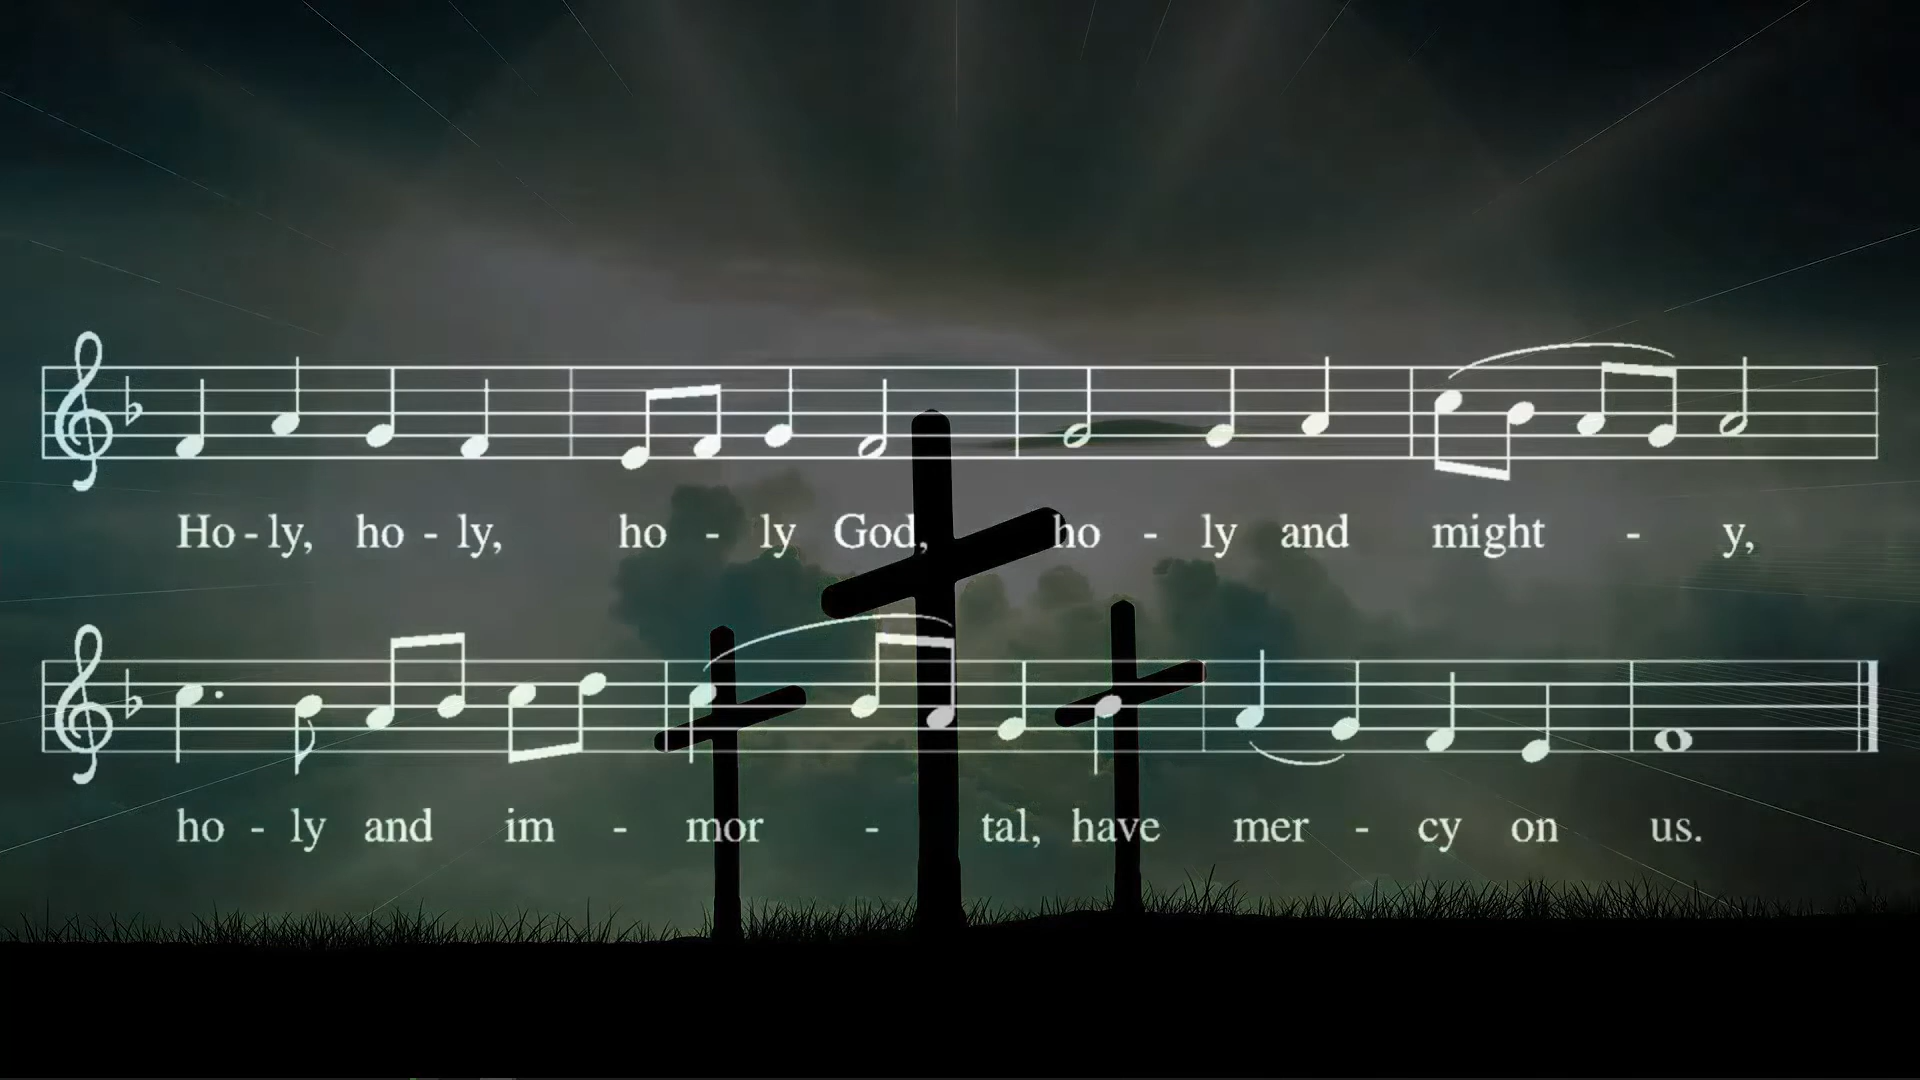 Ho - ly, ho - ly, ho - ly God, ho - ly and might - y,
ho - ly and im - mor - tal, have mer - cy on us.